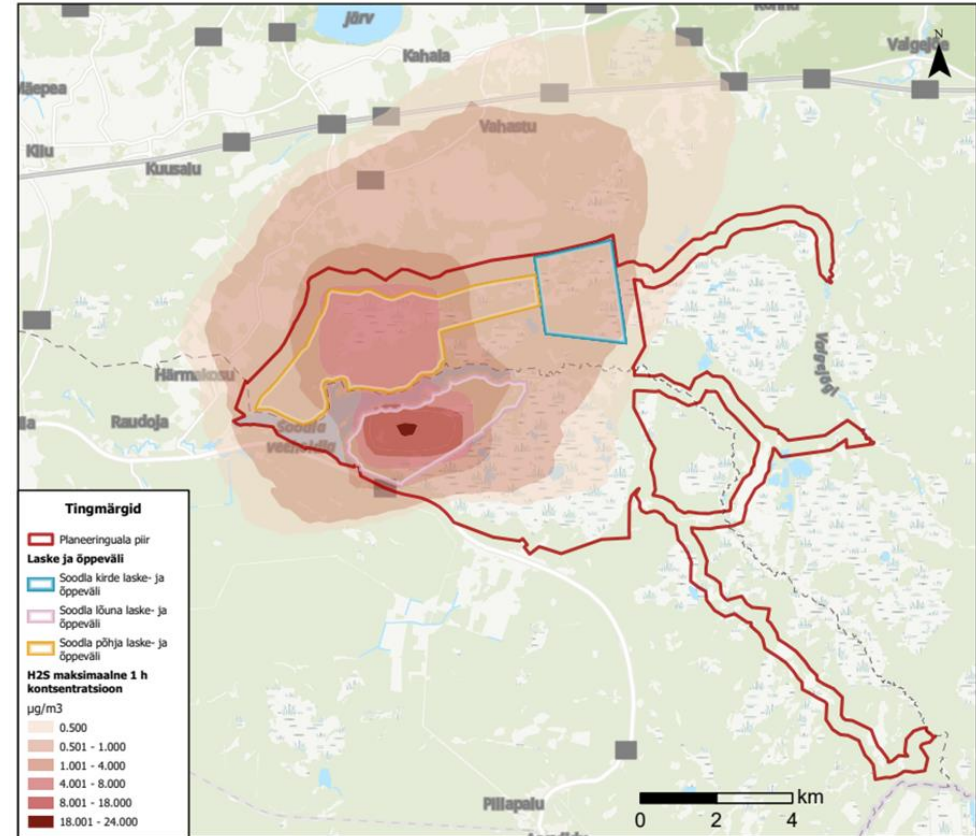 järv
Kahala
Valgejõe
N
Kiiu
Vahastu
Kuusalu
Härmakosu
Raudoja
Soodla
veehoidla
Valgejõgi
Pillapalu
km
0 2 4
Tingmärgid
Planeeringuala piir
Laske ja õppeväli
Soodla kirde laske- ja
õppeväli
Soodla lõuna laske- ja
õppeväli
Soodla põhja laske- ja
õppeväli
H2S maksimaalne 1 h
kontsentratsioon
µg/m3
0.500
0.501 - 1.000
1.001 - 4.000
4.001 - 8.000
8.001 - 18.000
18.001 - 24.000